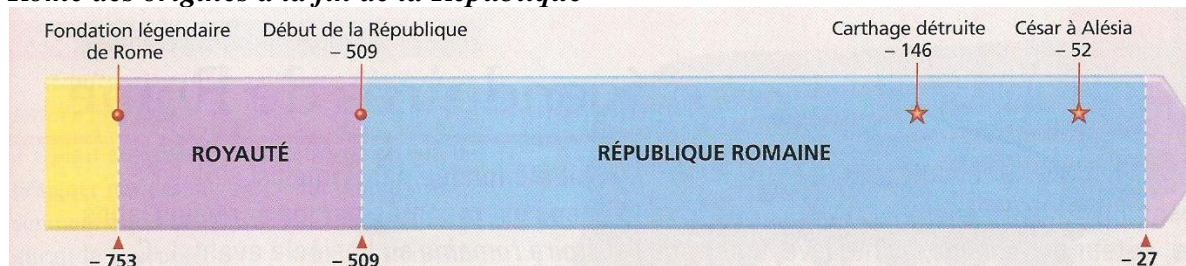 Rome des origines à la fin de la République
Fondation légendaire
de Rome
Début de la République
– 509
Carthage détruite
– 146
César à Alésia
– 52
ROYAUTÉ
RÉPUBLIQUE ROMAINE
– 753
– 509
– 27